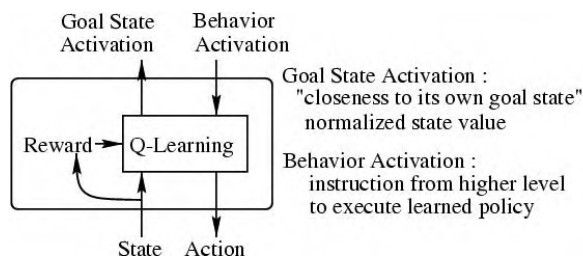 Goal State
Activation
Behavior
Activation
Reward
Q-Learning
State
Action
Goal State Activation :
"closeness to its own goal state"
normalized state value
Behavior Activation :
instruction from higher level
to execute learned policy